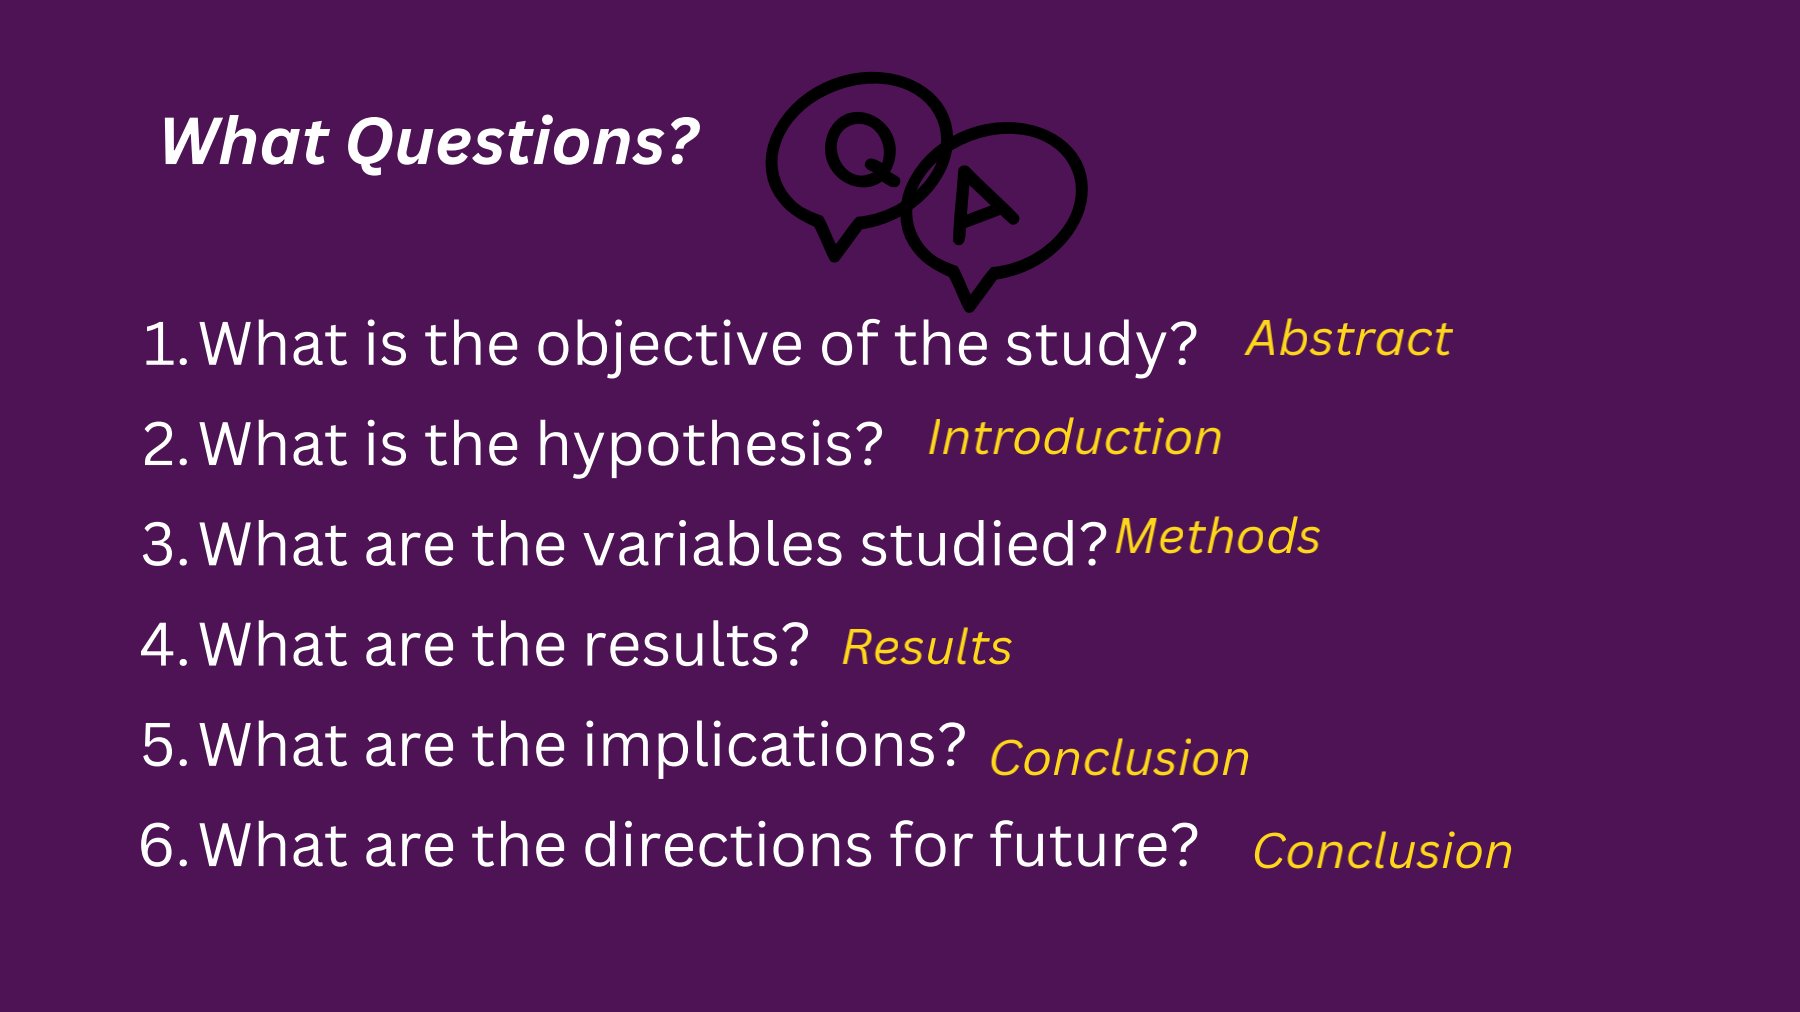 What Questions?
Q
A
1. What is the objective of the study? Abstract
2. What is the hypothesis? Introduction
3. What are the variables studied? Methods
4. What are the results? Results
5. What are the implications? Conclusion
6. What are the directions for future? Conclusion